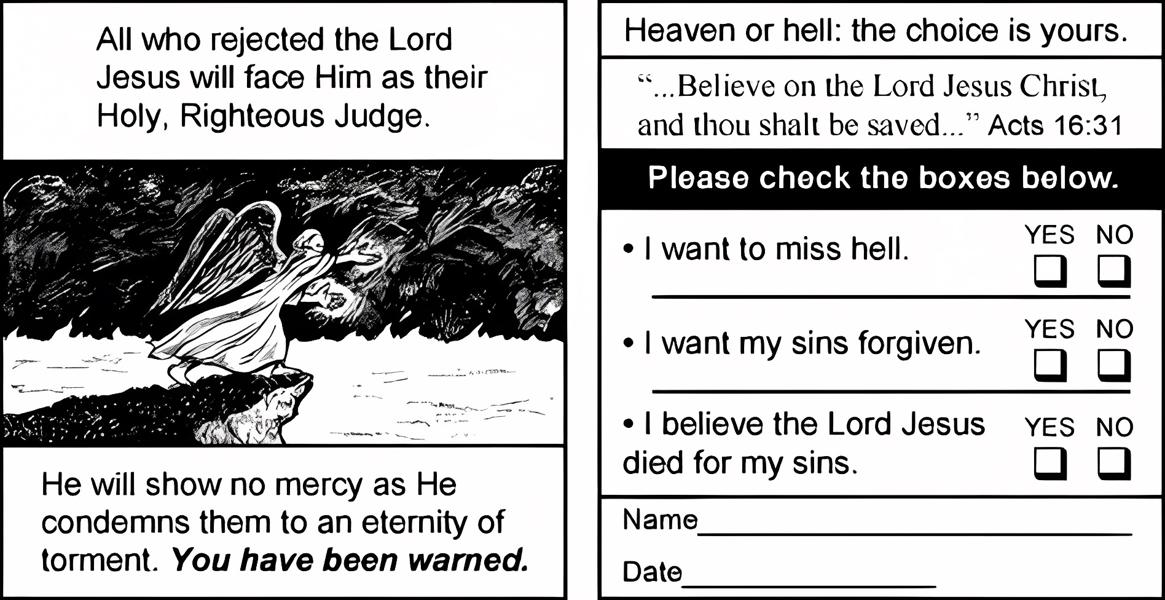 All who rejected the Lord
Jesus will face Him as their
Holy, Righteous Judge.
He will show no mercy as He
condemns them to an eternity of
torment. You have been warned.
Heaven or hell: the choice is yours.
“...Believe on the Lord Jesus Christ,
and thou shalt be saved...” Acts 16:31
Please check the boxes below.
• I want to miss hell. YES NO
• I want my sins forgiven. YES NO
• I believe the Lord Jesus YES NO
died for my sins.
Name
Date